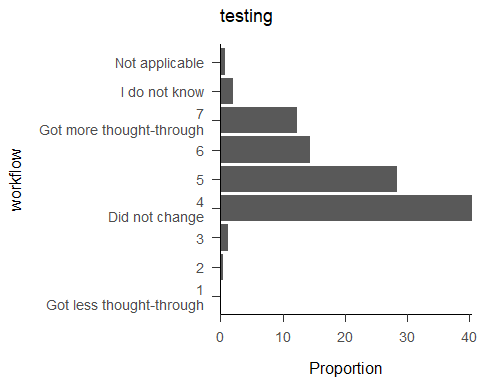 testing
Not applicable
I do not know
7
Got more thought-through
6
5
4
Did not change
3
2
1
Got less thought-through
workflow
0
10
20
30
40
Proportion